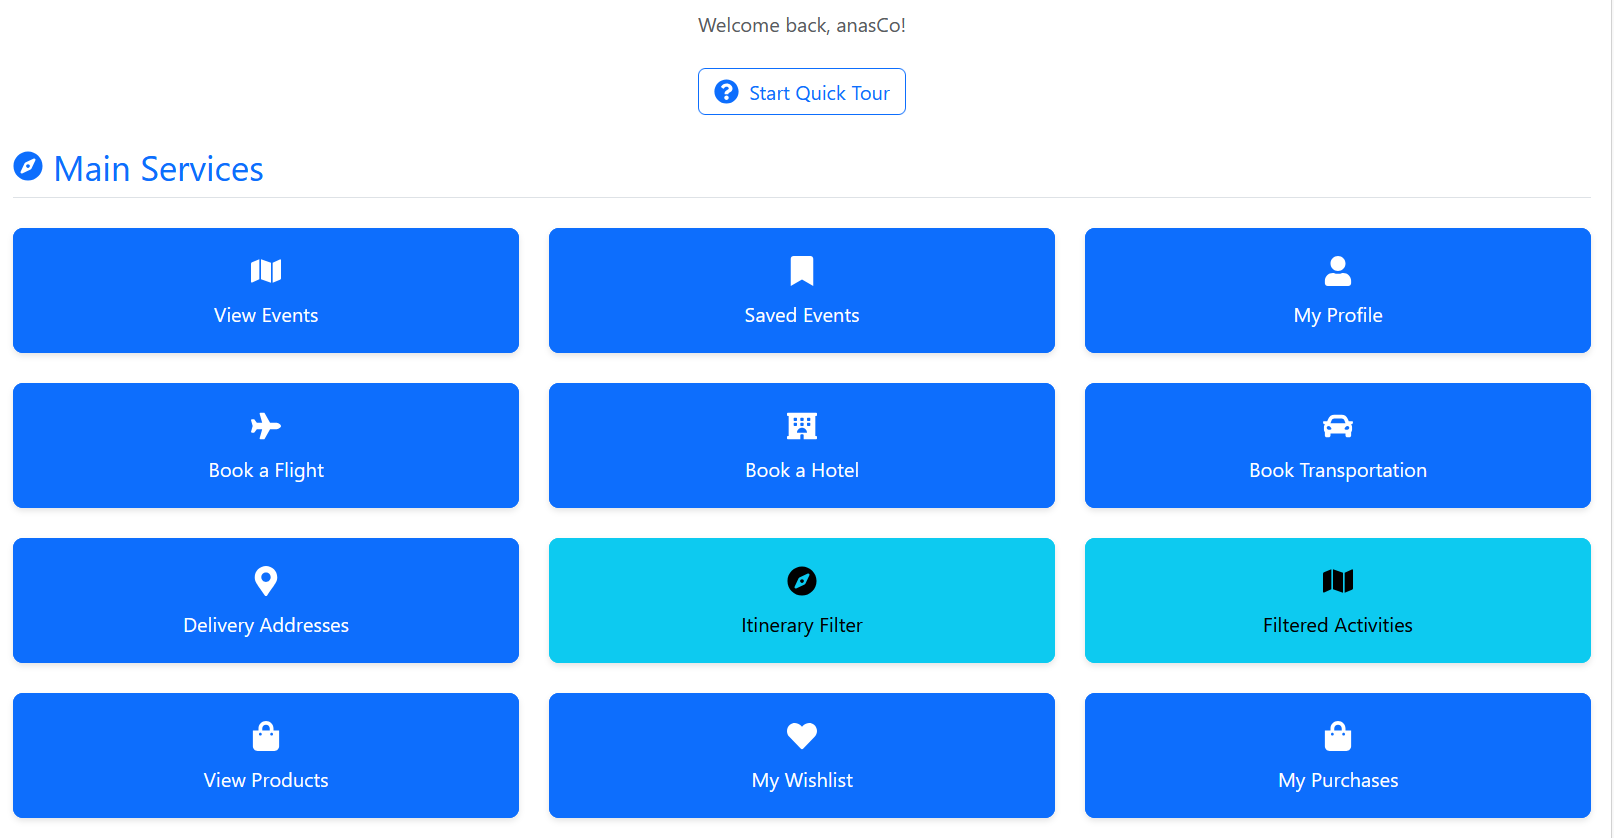 Welcome back, anasCo!
Start Quick Tour
Main Services
View Events
Saved Events
My Profile
Book a Flight
Book a Hotel
Book Transportation
Delivery Addresses
Itinerary Filter
Filtered Activities
View Products
My Wishlist
My Purchases